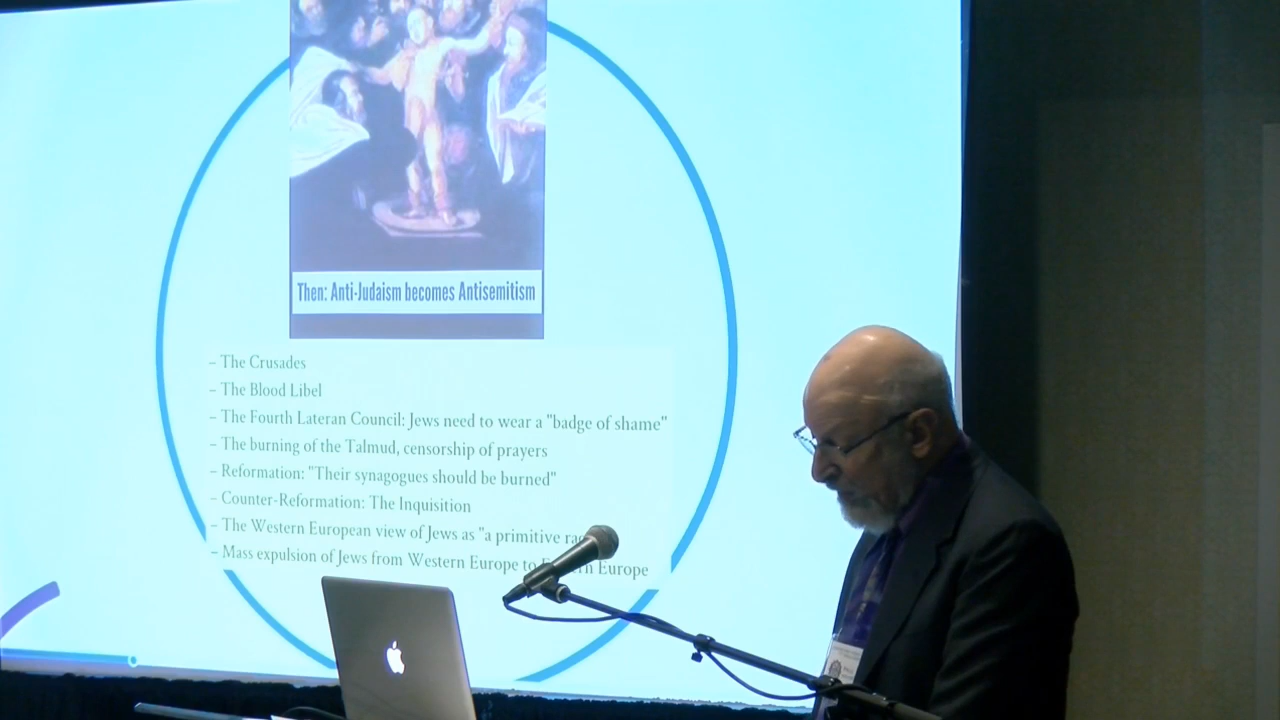 Then: Anti-Judaism becomes Antisemitism
– The Crusades
– The Blood Libel
– The Fourth Lateran Council: Jews need to wear a "badge of shame"
– The burning of the Talmud, censorship of prayers
– Reformation: "Their synagogues should be burned"
– Counter-Reformation: The Inquisition
– The Western European view of Jews as "a primitive
– Mass expulsion of Jews from Western Europe to Europe